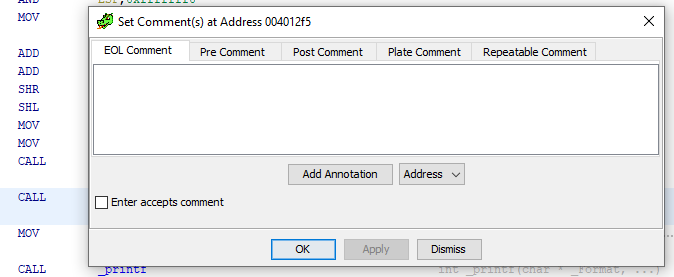 AND ESP,0xfffffff0
MOV
Set Comment(s) at Address 004012f5
EOL Comment Pre Comment Post Comment Plate Comment Repeatable Comment
ADD
ADD
SHR
SHL
MOV
MOV
CALL
Add Annotation Address
CALL
Enter accepts comment
MOV
OK Apply Dismiss
CALL _printf int _printf(char * _Format, ...)